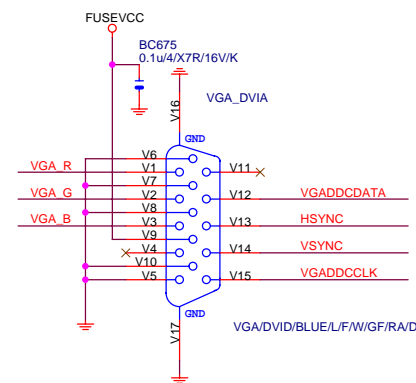 FUSEVCC
BC675
0.1u/4/X7R/16V/K
V16
VGA_DVIA
GND
V6
VGA_R
V1
V11
V7
VGA_G
V2
V12
VGADDCDATA
V8
VGA_B
V3
V13
HSYNC
V9
V4
V14
VSYNC
V10
V5
V15
VGADDCCLK
GND
V17
VGA/DVID/BLUE/L/F/W/GF/RA/D